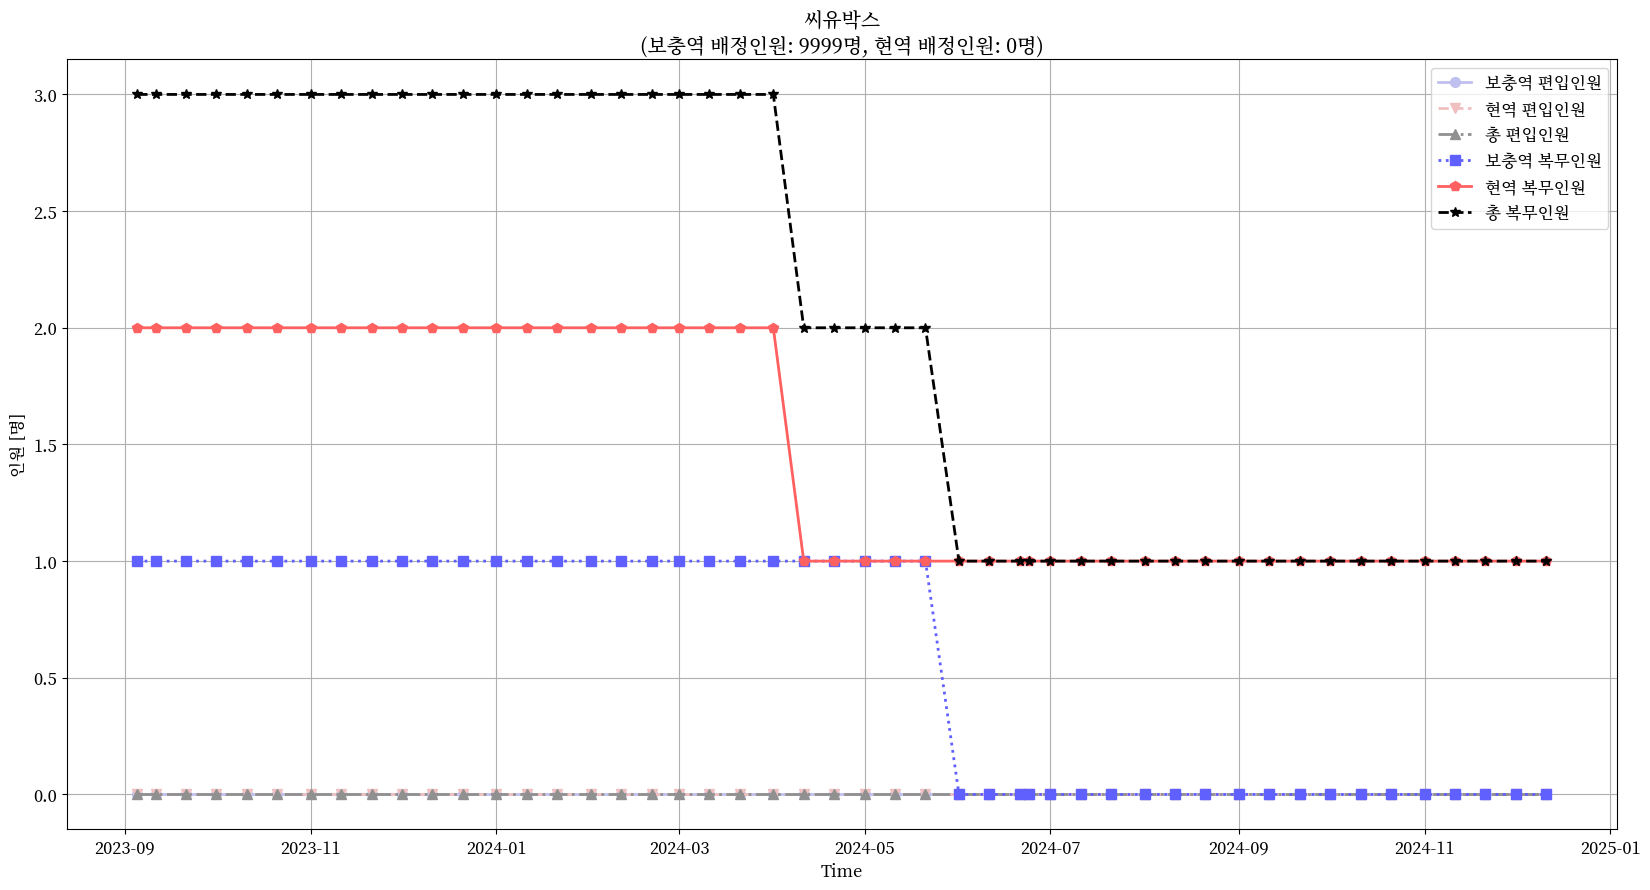 씨유박스
(보충역 배정인원: 9999명, 현역 배정인원: 0명)
보충역 편입인원
현역 편입인원
총 편입인원
보충역 복무인원
현역 복무인원
총 복무인원
인원 [명]
3.0
2.5
2.0
1.5
1.0
0.5
0.0
2023-09
2023-11
2024-01
2024-03
2024-05
2024-07
2024-09
2024-11
2025-01
Time